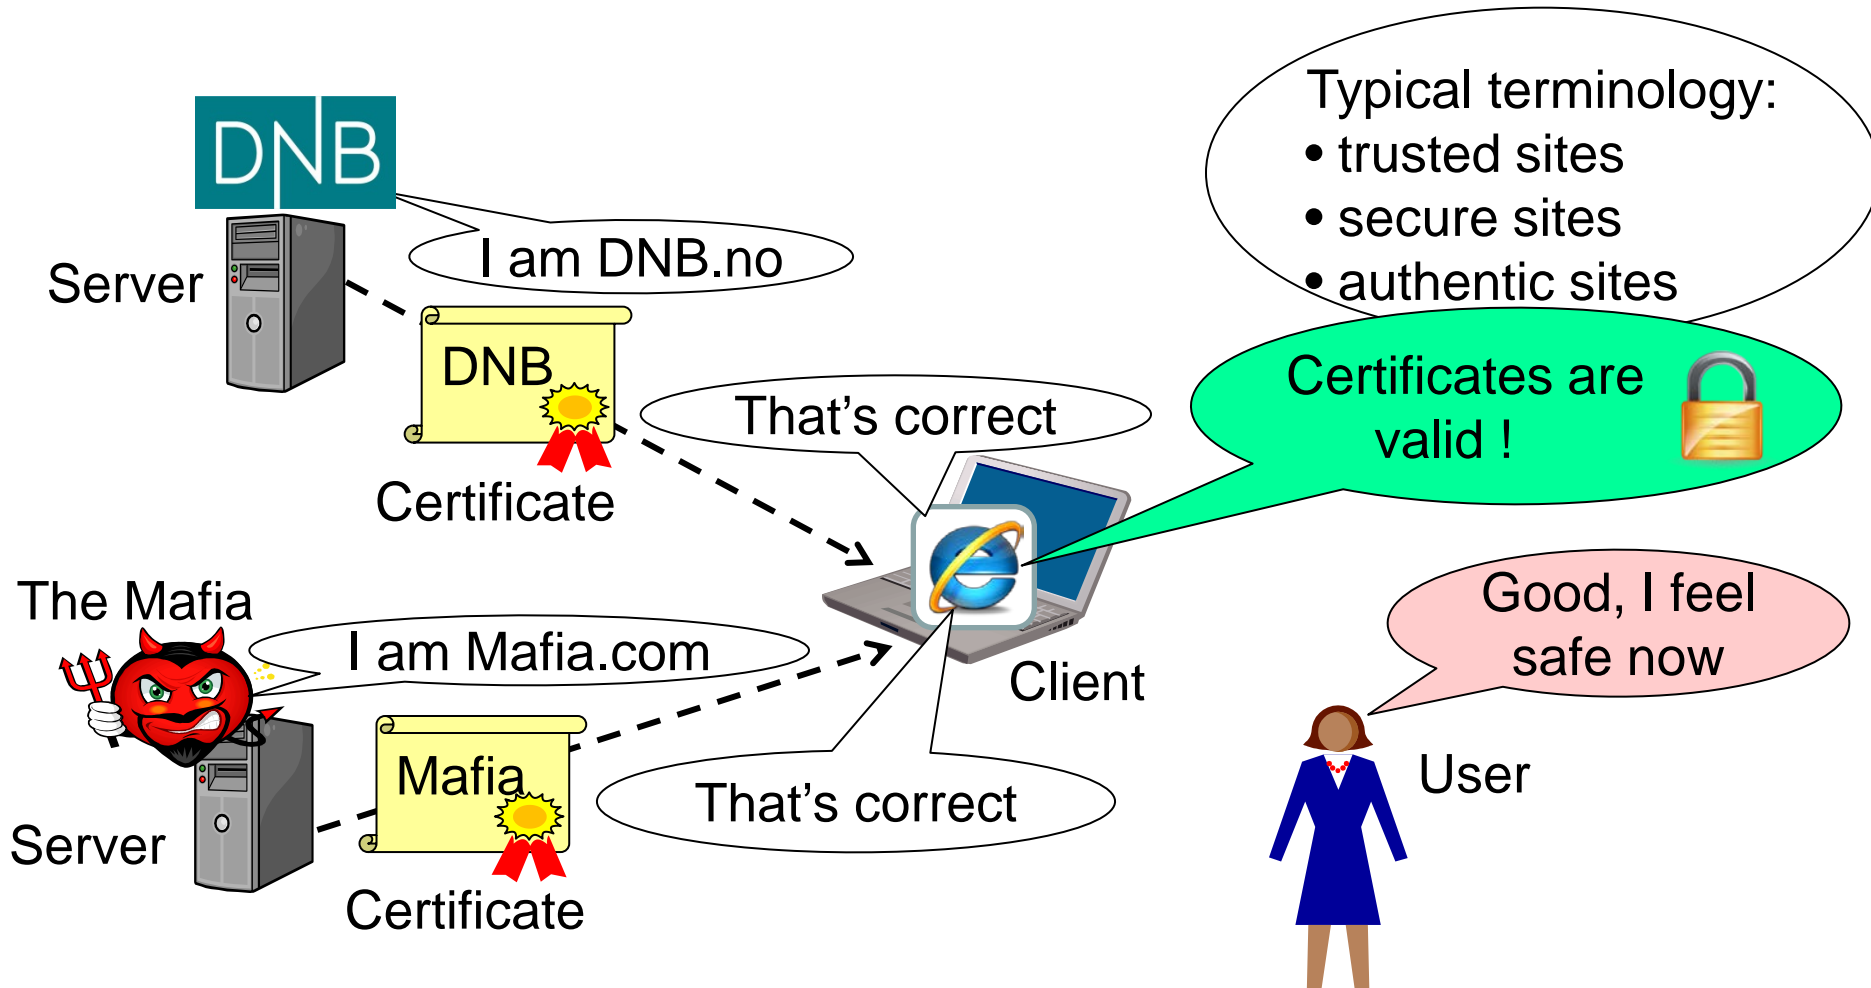 DNB
Server
I am DNB.no
DNB
Certificate
That’s correct
Typical terminology:
• trusted sites
• secure sites
• authentic sites
Certificates are
valid !
The Mafia
I am Mafia.com
Server
Mafia
Certificate
That’s correct
Client
Good, I feel
safe now
User